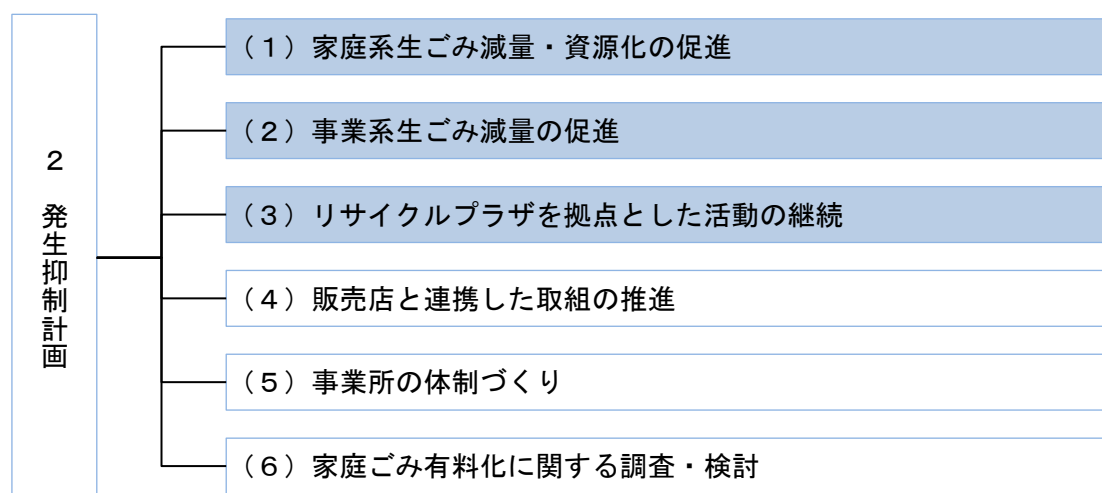 2 発生抑制計画
（１）家庭系生ごみ減量・資源化の促進
（２）事業系生ごみ減量の促進
（３）リサイクルプラザを拠点とした活動の継続
（４）販売店と連携した取組の推進
（５）事業所の体制づくり
（６）家庭ごみ有料化に関する調査・検討